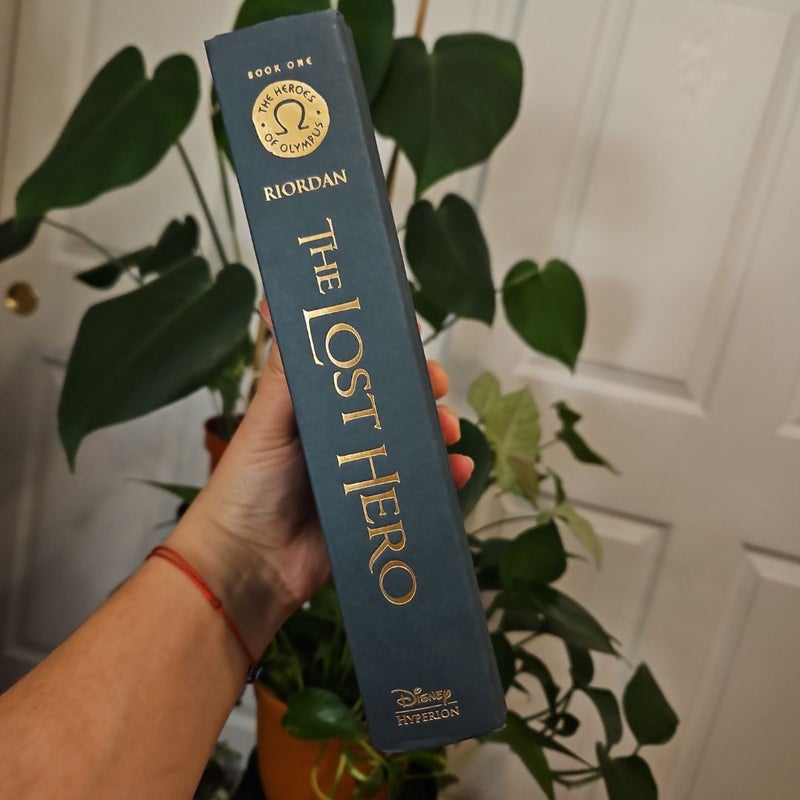 BOOK ONE
THE HEROES
OF OLYMPUS
Ω
RIORDAN
THE LOST HERO
DISNEY
HYPERION